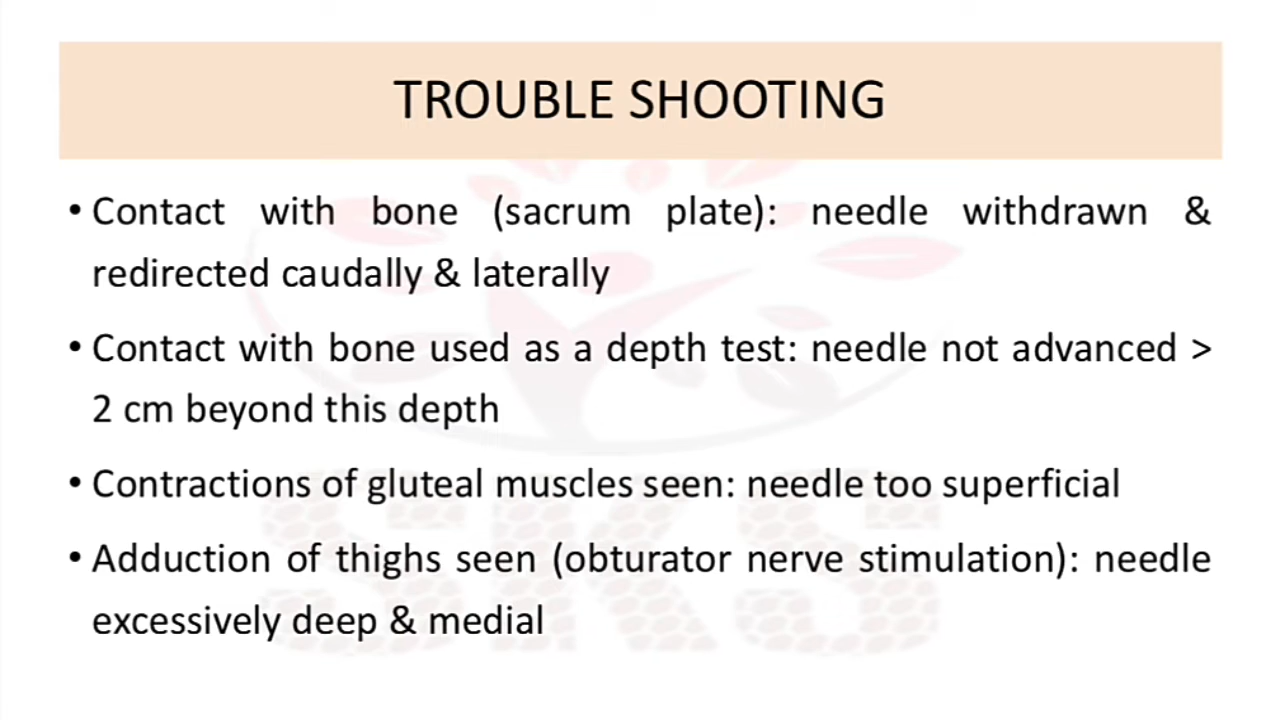 TROUBLE SHOOTING
• Contact with bone (sacrum plate): needle withdrawn &
redirected caudally & laterally
• Contact with bone used as a depth test: needle not advanced >
2 cm beyond this depth
• Contractions of gluteal muscles seen: needle too superficial
• Adduction of thighs seen (obturator nerve stimulation): needle
excessively deep & medial
SKS